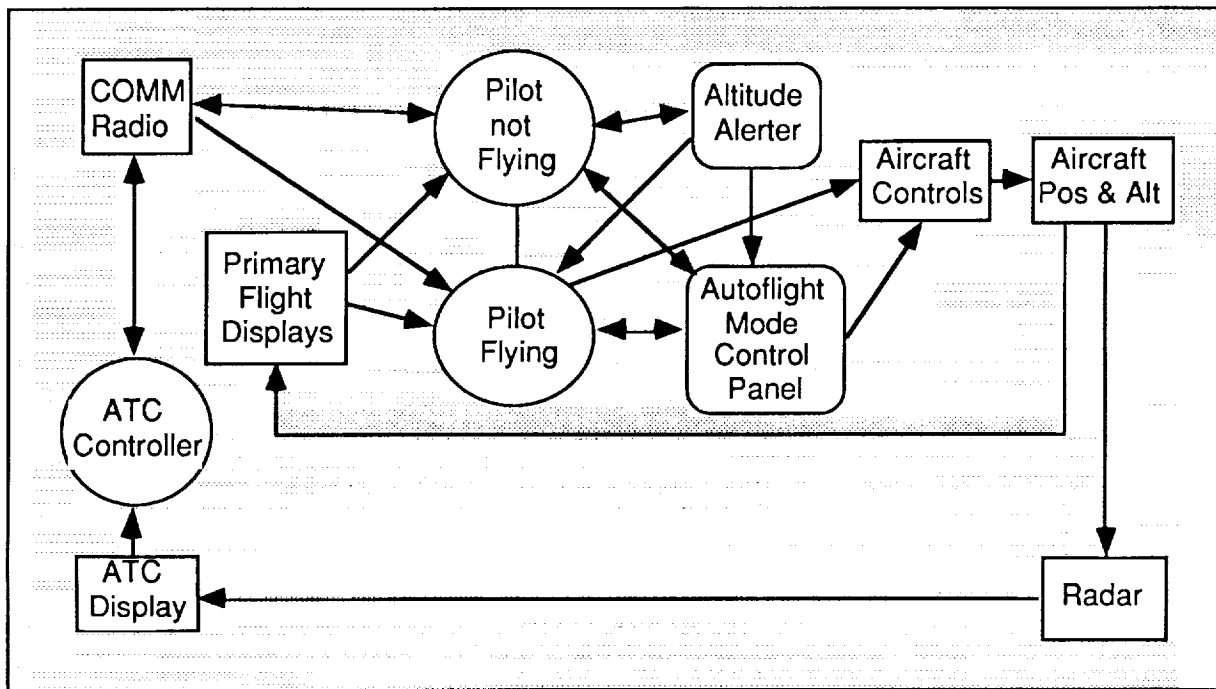 COMM
Radio
Pilot
not
Flying
Altitude
Alerter
Aircraft
Controls
Aircraft
Pos & Alt
Primary
Flight
Displays
Pilot
Flying
Autoflight
Mode
Control
Panel
ATC
Controller
ATC
Display
Radar